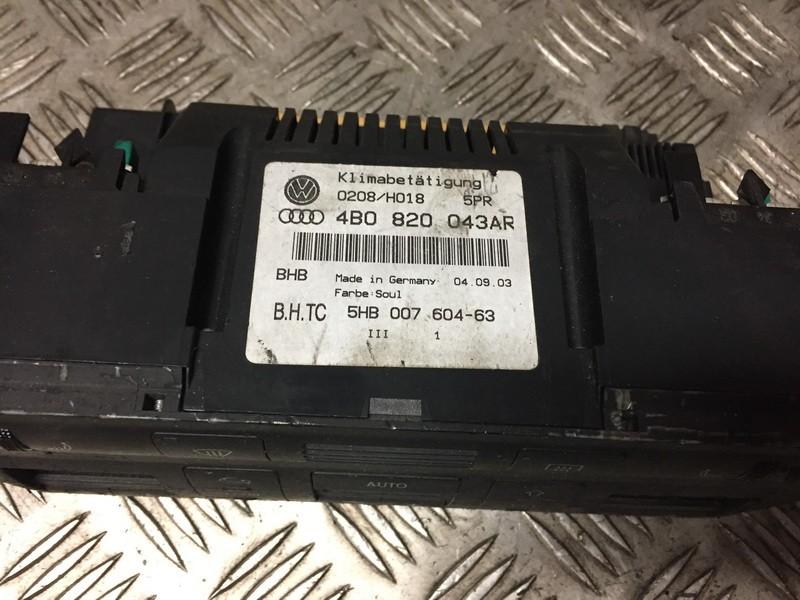 Klimabetätigung
0208/H018 5PR
4B0 820 043AR
BHB Made in Germany 04.09.03
Farbe:Soul
B.H.TC 5HB 007 604-63
III 1
AUTO